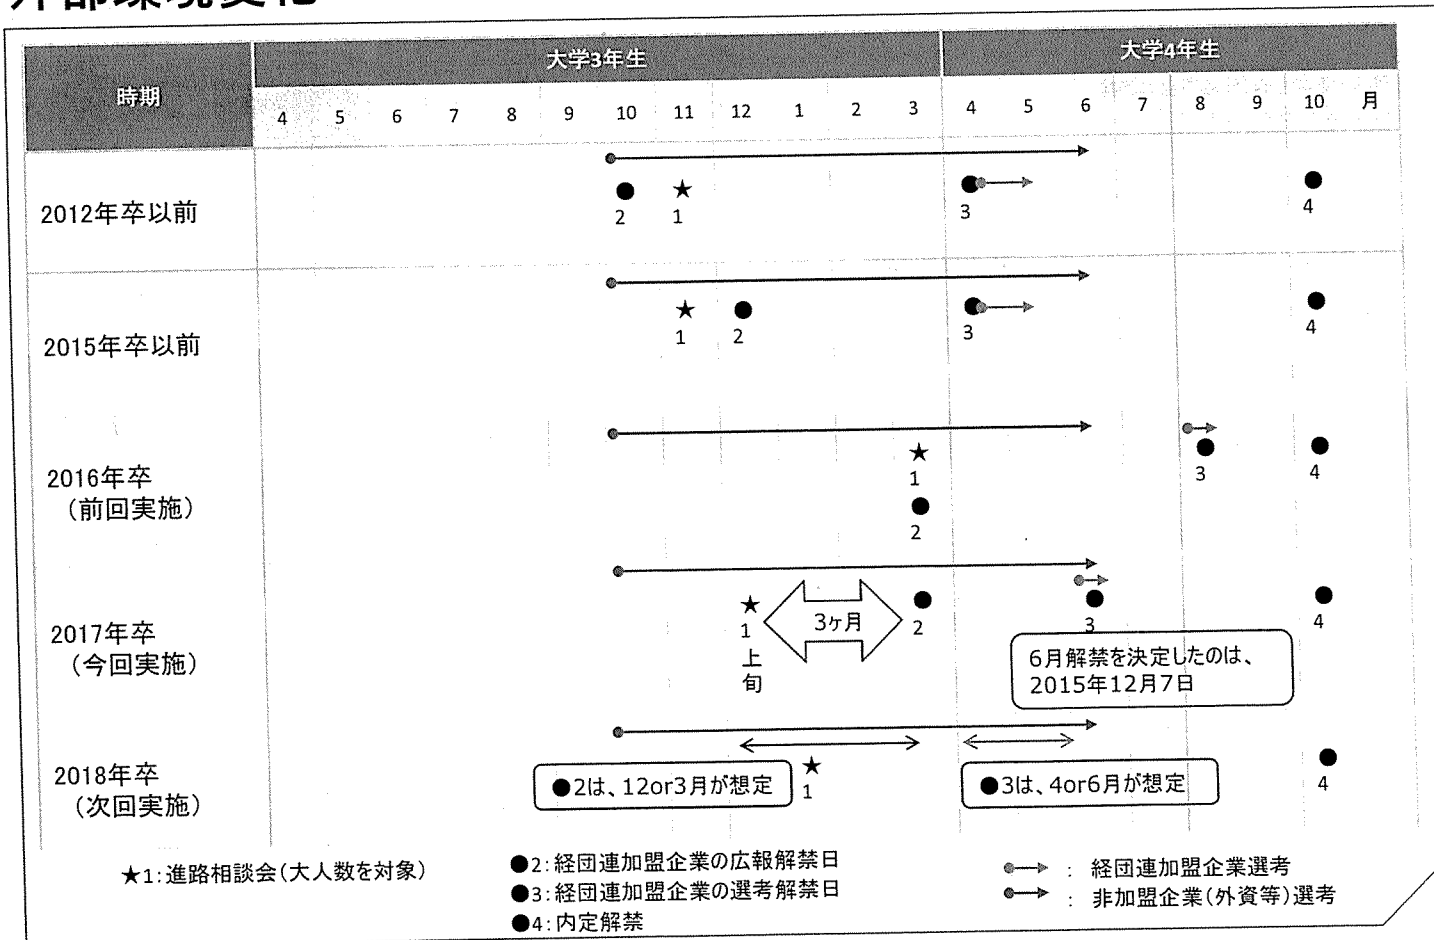 外部環境変化
時期
大学3年生
大学4年生
4 5 6 7 8 9 10 11 12 1 2 3 4 5 6 7 8 9 10 月
2012年卒以前
●2 ★1 ●3 ●4
2015年卒以前
★1 ●2 ●3 ●4
2016年卒
(前回実施)
★1 ●2 ●3 ●4
2017年卒
(今回実施)
★1 上旬
3ヶ月
●2 ●3 ●4
6月解禁を決定したのは、
2015年12月7日
2018年卒
(次回実施)
●2は、12or3月が想定
★1
●3は、4or6月が想定
●4
★1:進路相談会(大人数を対象)
●2:経団連加盟企業の広報解禁日
●3:経団連加盟企業の選考解禁日
●4:内定解禁
: 経団連加盟企業選考
: 非加盟企業(外資等)選考